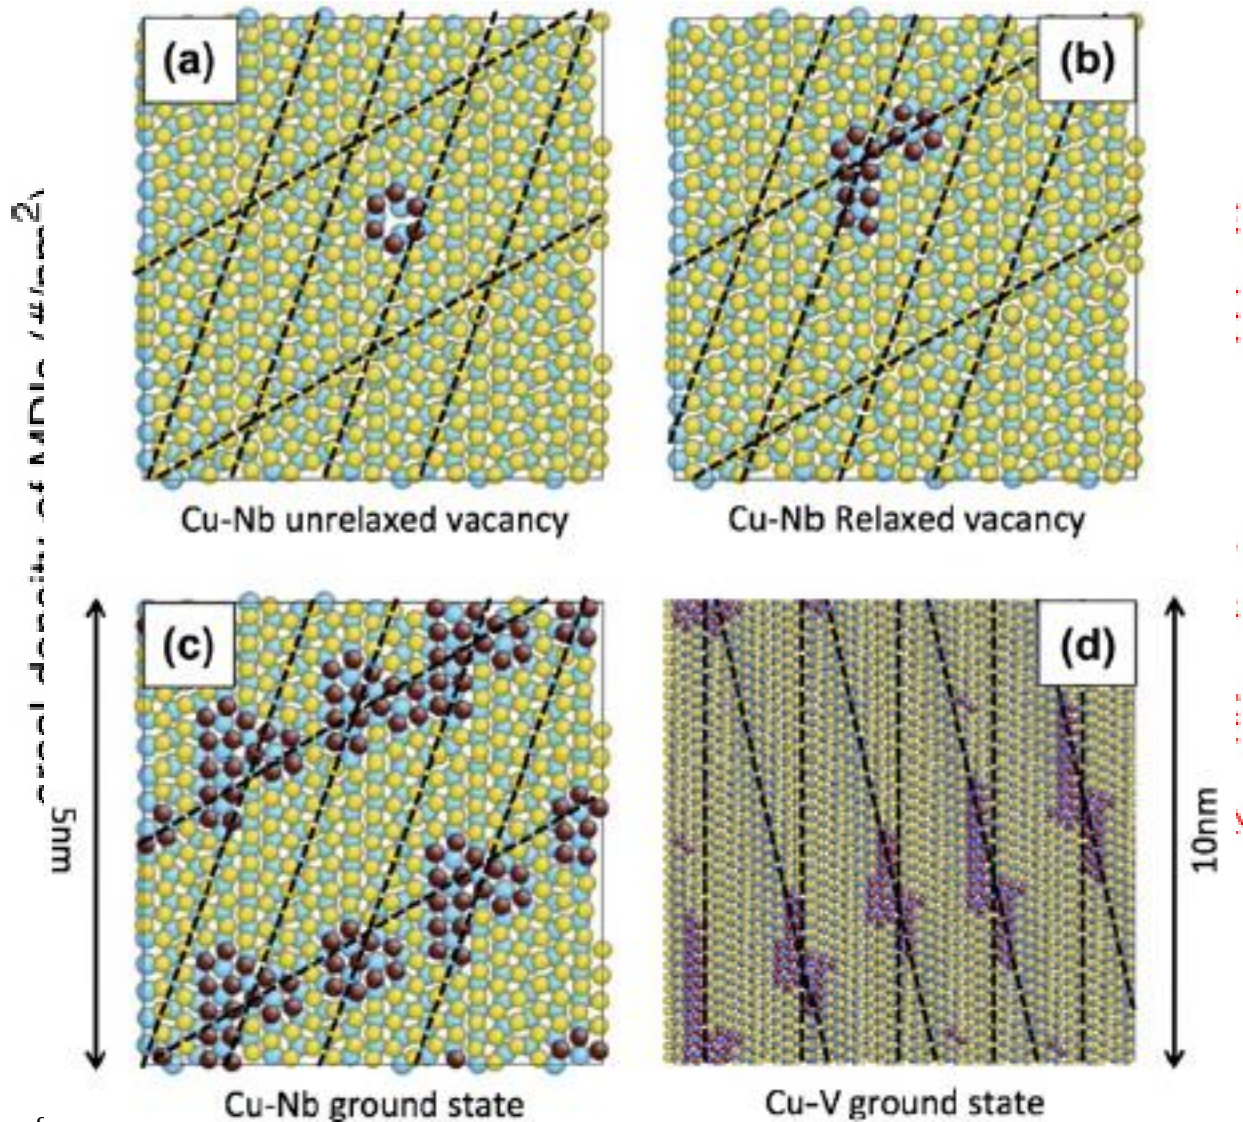 (a)
(b)
Cu-Nb unrelaxed vacancy
Cu-Nb Relaxed vacancy
(c)
(d)
5nm
10nm
Cu-Nb ground state
Cu-V ground state